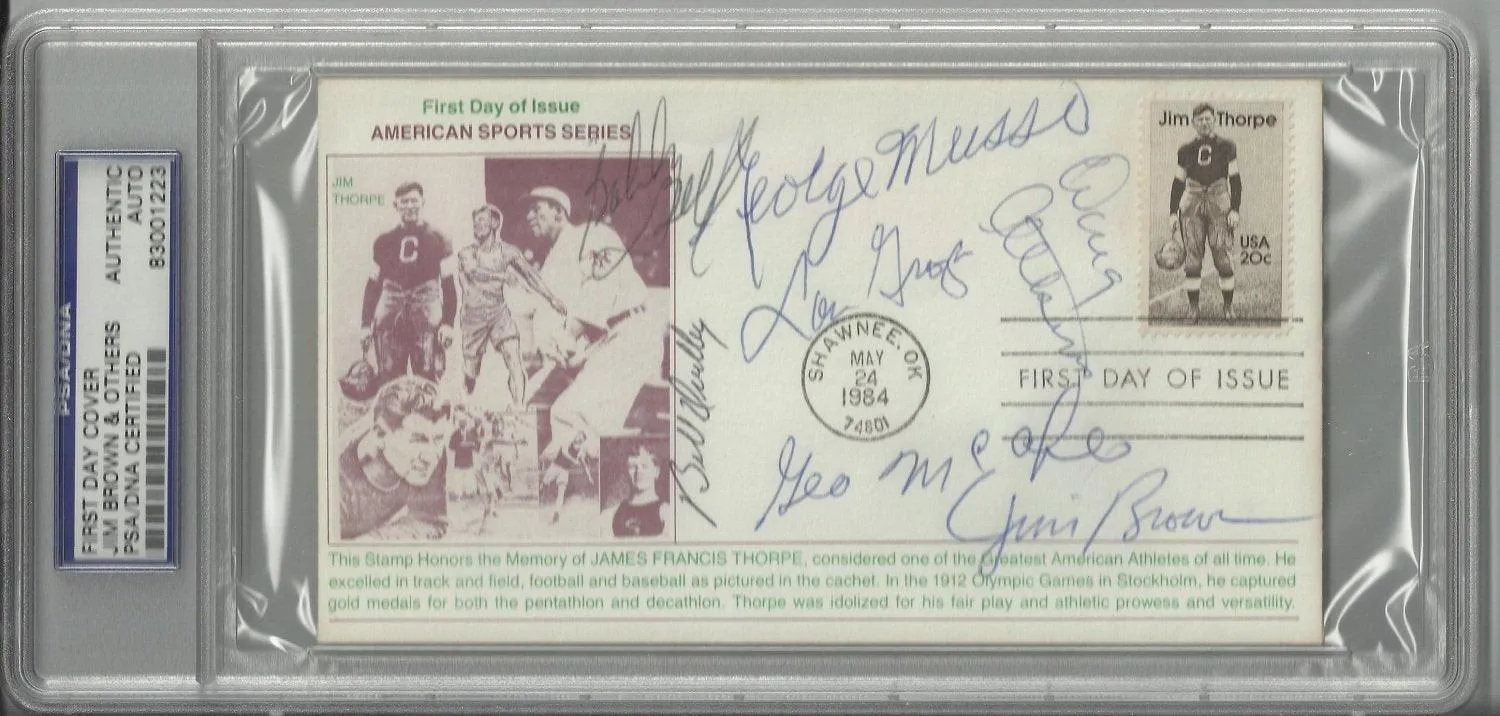 PSA/DNA
FIRST DAY COVER
JIM BROWN & OTHERS AUTHENTIC
PSA/DNA CERTIFIED AUTO
83001223
First Day of Issue
AMERICAN SPORTS SERIES
JIM
THORPE
C
Bobby Bell
George Musso
Lou Groza
Doug
Atkins
Bill Dudley
Geo McAfee
Jim Brown
Jim Thorpe
C
USA
20c
SHAWNEE, OK
MAY
24
1984
74801
FIRST DAY OF ISSUE
This Stamp Honors the Memory of JAMES FRANCIS THORPE, considered one of the greatest American Athletes of all time. He
excelled in track and field, football and baseball as pictured in the cachet. In the 1912 Olympic Games in Stockholm, he captured
gold medals for both the pentathlon and decathlon. Thorpe was idolized for his fair play and athletic prowess and versatility.